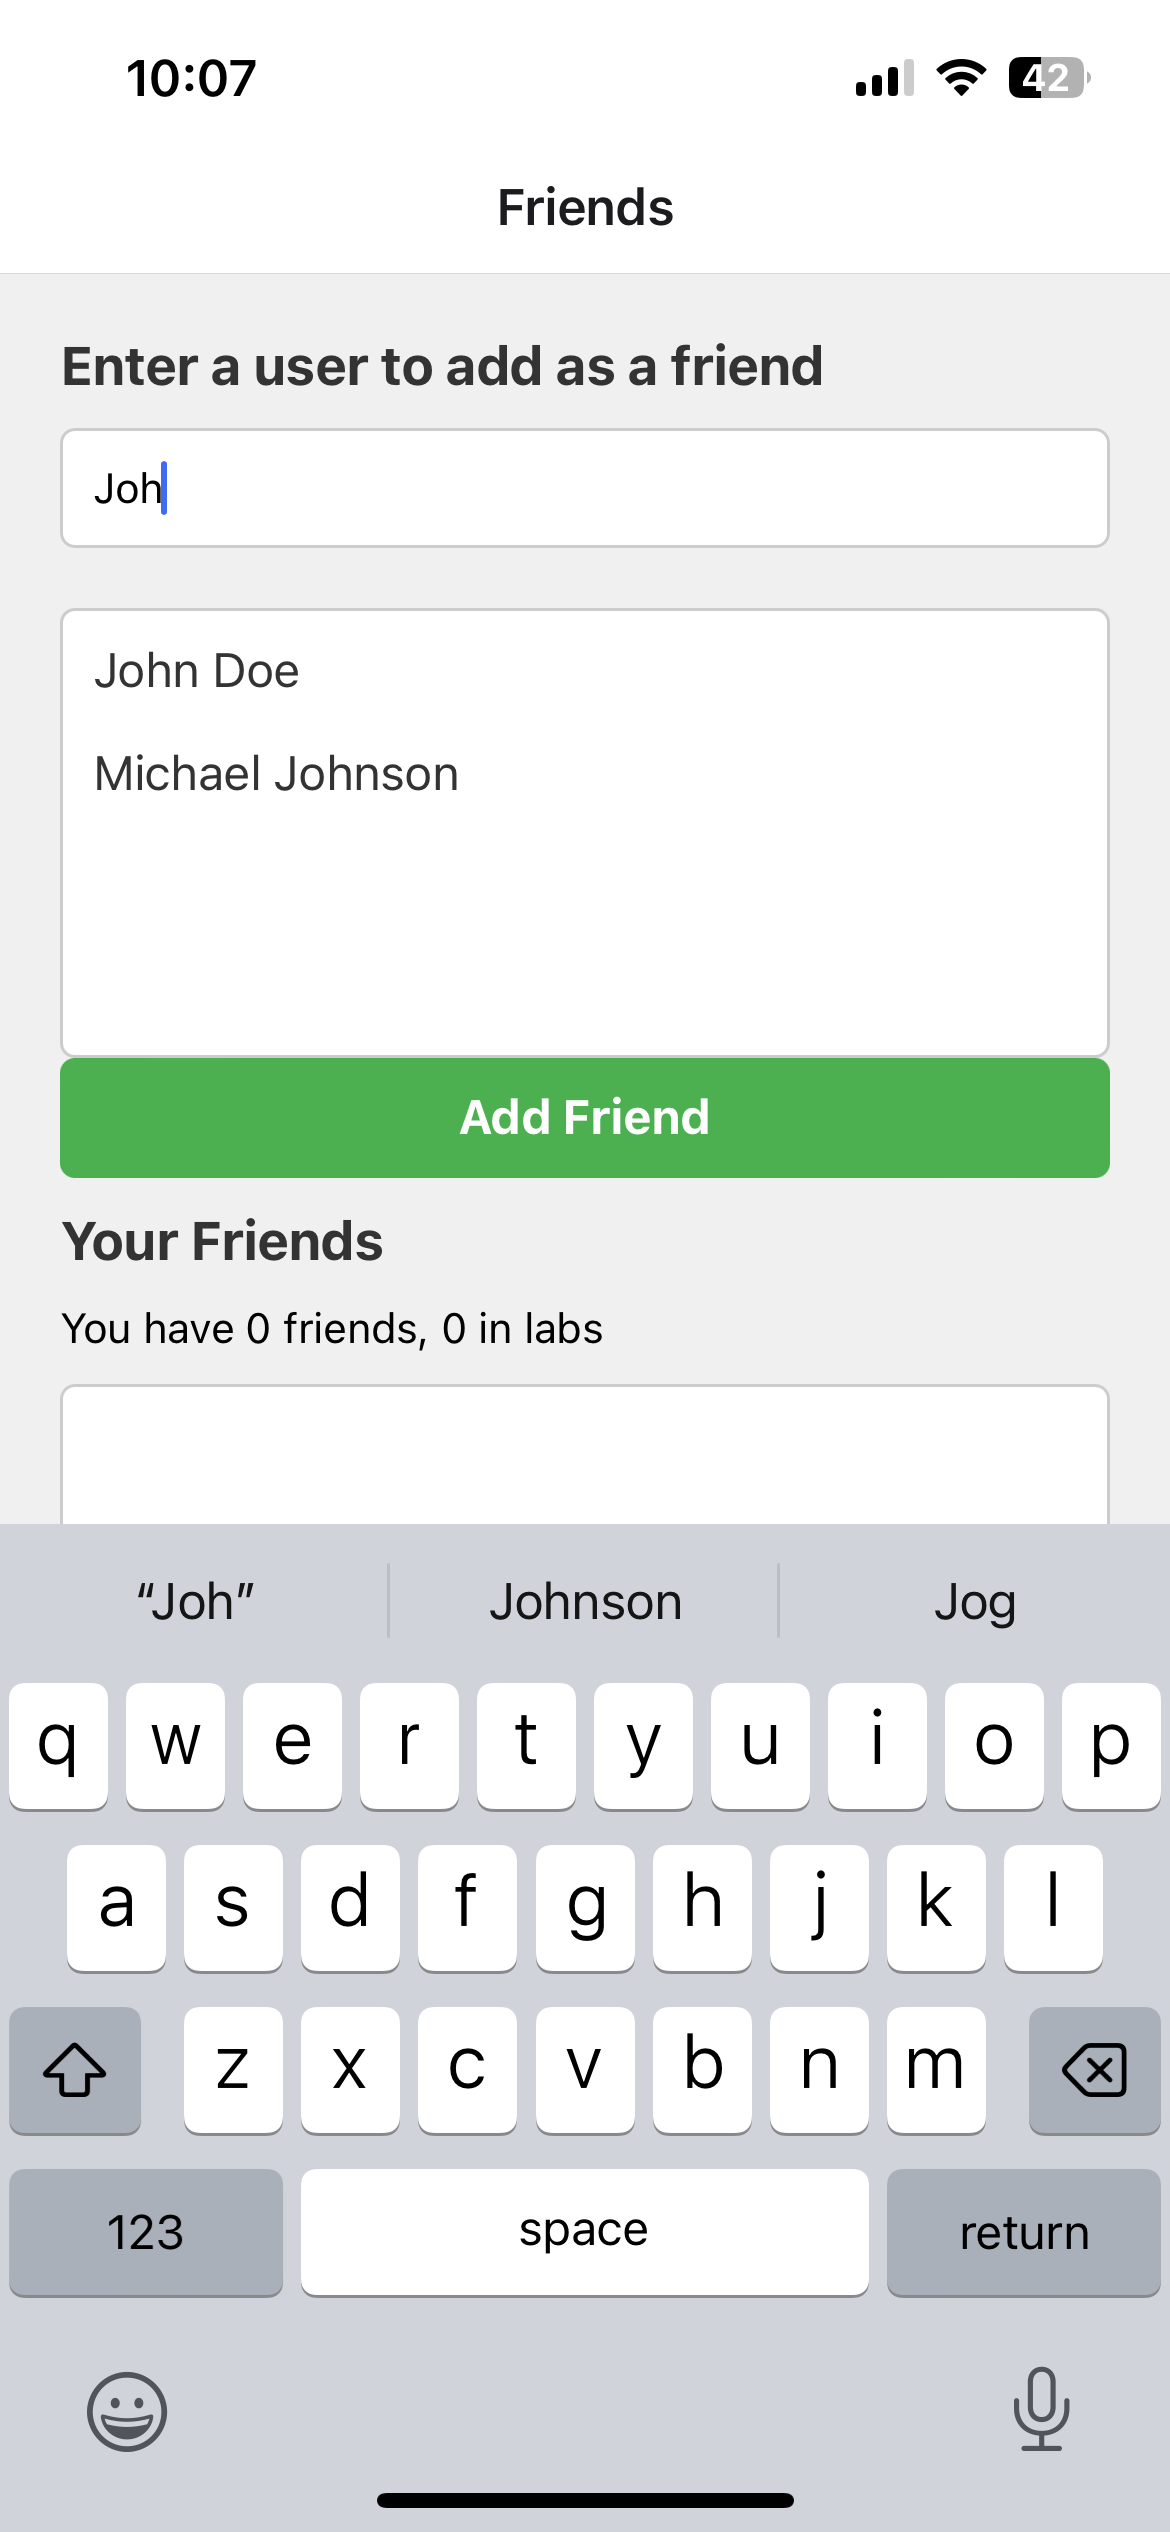 10:07
42
Friends
Enter a user to add as a friend
Joh
John Doe
Michael Johnson
Add Friend
Your Friends
You have 0 friends, 0 in labs
“Joh” Johnson Jog
q w e r t y u i o p
a s d f g h j k l
z x c v b n m
123 space return